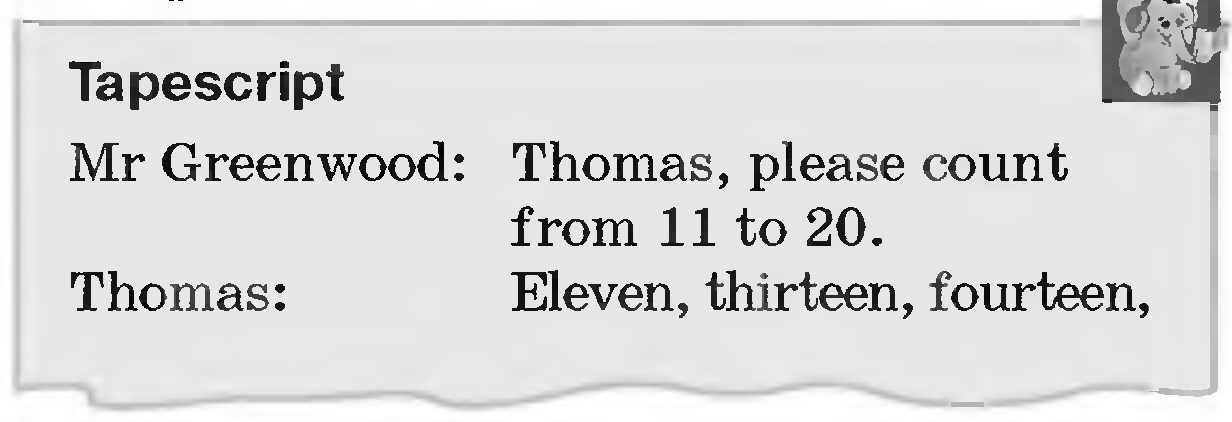 Tapescript
Mr Greenwood: Thomas, please count
from 11 to 20.
Thomas: Eleven, thirteen, fourteen,